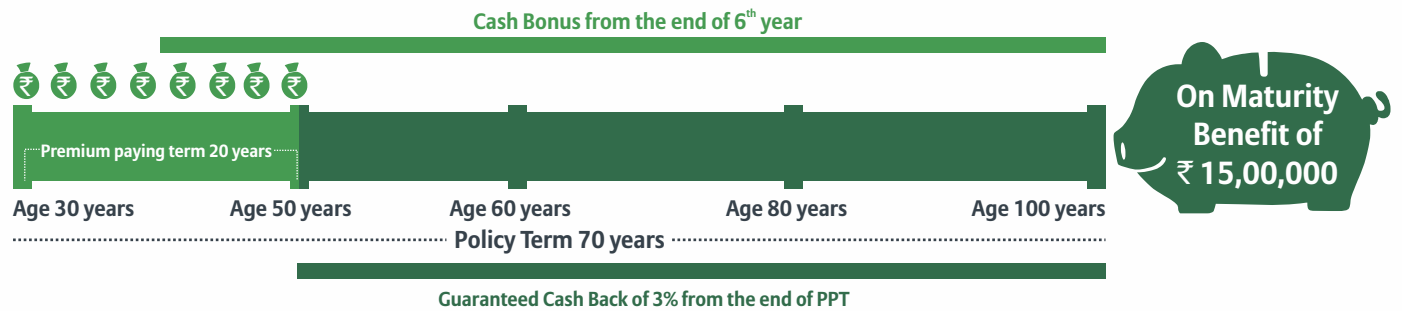 Cash Bonus from the end of 6th year
₹ ₹ ₹ ₹ ₹ ₹ ₹ ₹
Premium paying term 20 years
Age 30 years Age 50 years Age 60 years Age 80 years Age 100 years
Policy Term 70 years
Guaranteed Cash Back of 3% from the end of PPT
On Maturity
Benefit of
₹ 15,00,000